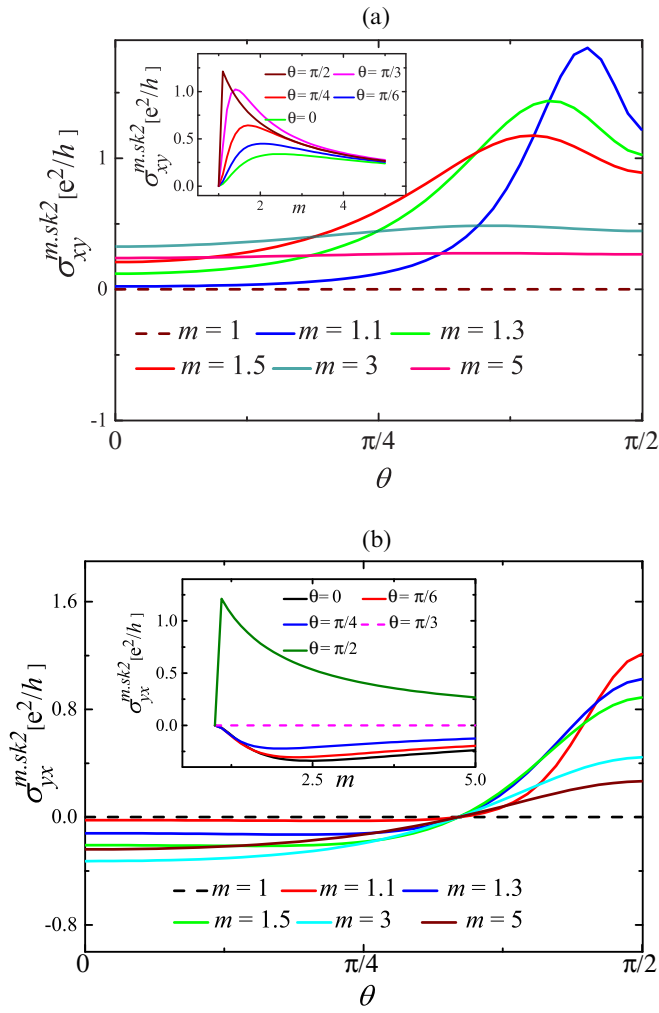 (a)
σ_xy^{m.sk2} [e²/h]
1
0
-1
0
π/4
π/2
θ
σ_xy^{m.sk2} [e²/h]
1.0
0.5
0.0
2
4
m
θ= π/2
θ= π/3
θ= π/4
θ= π/6
θ= 0
m = 1
m = 1.1
m = 1.3
m = 1.5
m = 3
m = 5
(b)
σ_yx^{m.sk2} [e²/h]
1.6
0.8
0.0
-0.8
0
π/4
π/2
θ
σ_yx^{m.sk2} [e²/h]
1.0
0.5
0.0
2.5
5.0
m
θ= 0
θ= π/6
θ= π/4
θ= π/3
θ= π/2
m = 1
m = 1.1
m = 1.3
m = 1.5
m = 3
m = 5